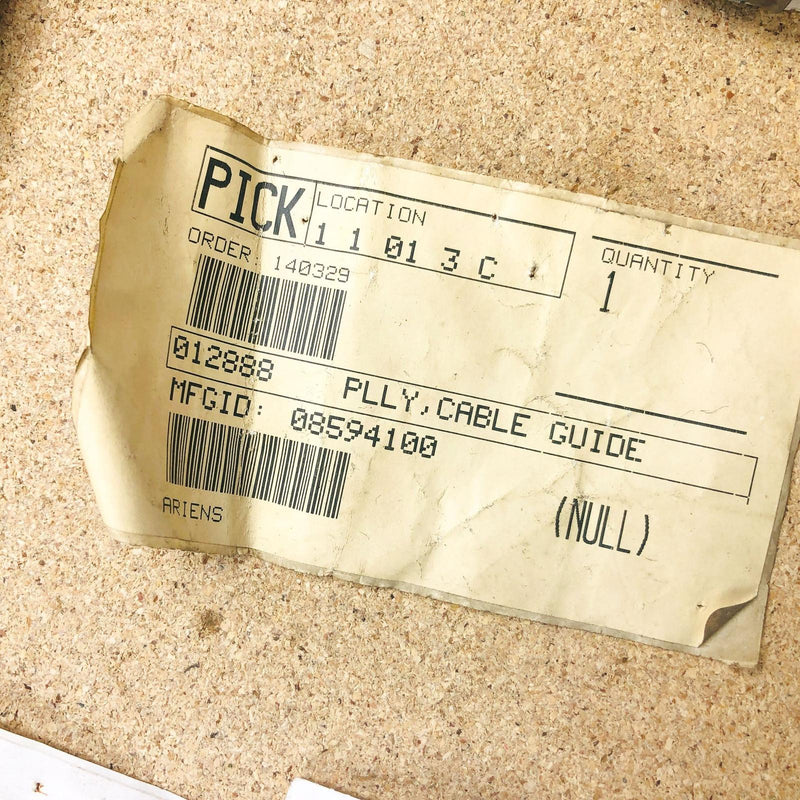 PICK
LOCATION
1 1 01 3 C
QUANTITY
1
ORDER 140329
012888 PLLY,CABLE GUIDE
MFGID: 08594100
ARIENS
(NULL)